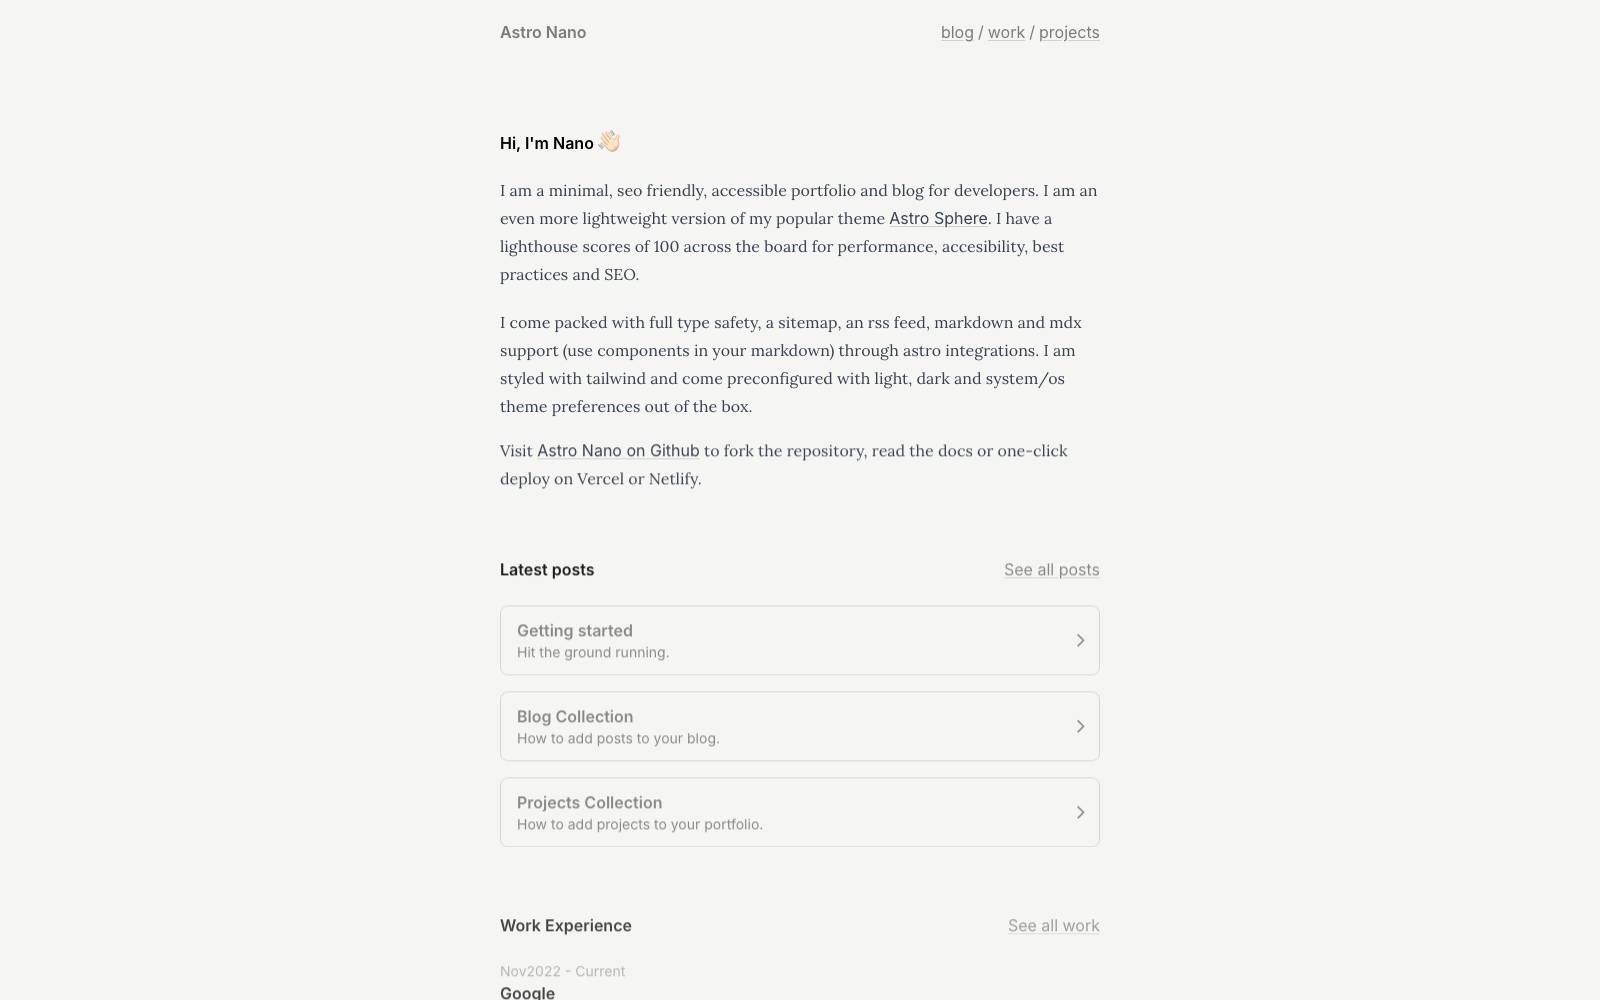 Astro Nano
blog / work / projects
Hi, I'm Nano 👋🏻
I am a minimal, seo friendly, accessible portfolio and blog for developers. I am an
even more lightweight version of my popular theme Astro Sphere. I have a
lighthouse scores of 100 across the board for performance, accesibility, best
practices and SEO.
I come packed with full type safety, a sitemap, an rss feed, markdown and mdx
support (use components in your markdown) through astro integrations. I am
styled with tailwind and come preconfigured with light, dark and system/os
theme preferences out of the box.
Visit Astro Nano on Github to fork the repository, read the docs or one-click
deploy on Vercel or Netlify.
Latest posts
See all posts
Getting started
Hit the ground running.
Blog Collection
How to add posts to your blog.
Projects Collection
How to add projects to your portfolio.
Work Experience
See all work
Nov2022 - Current
Google